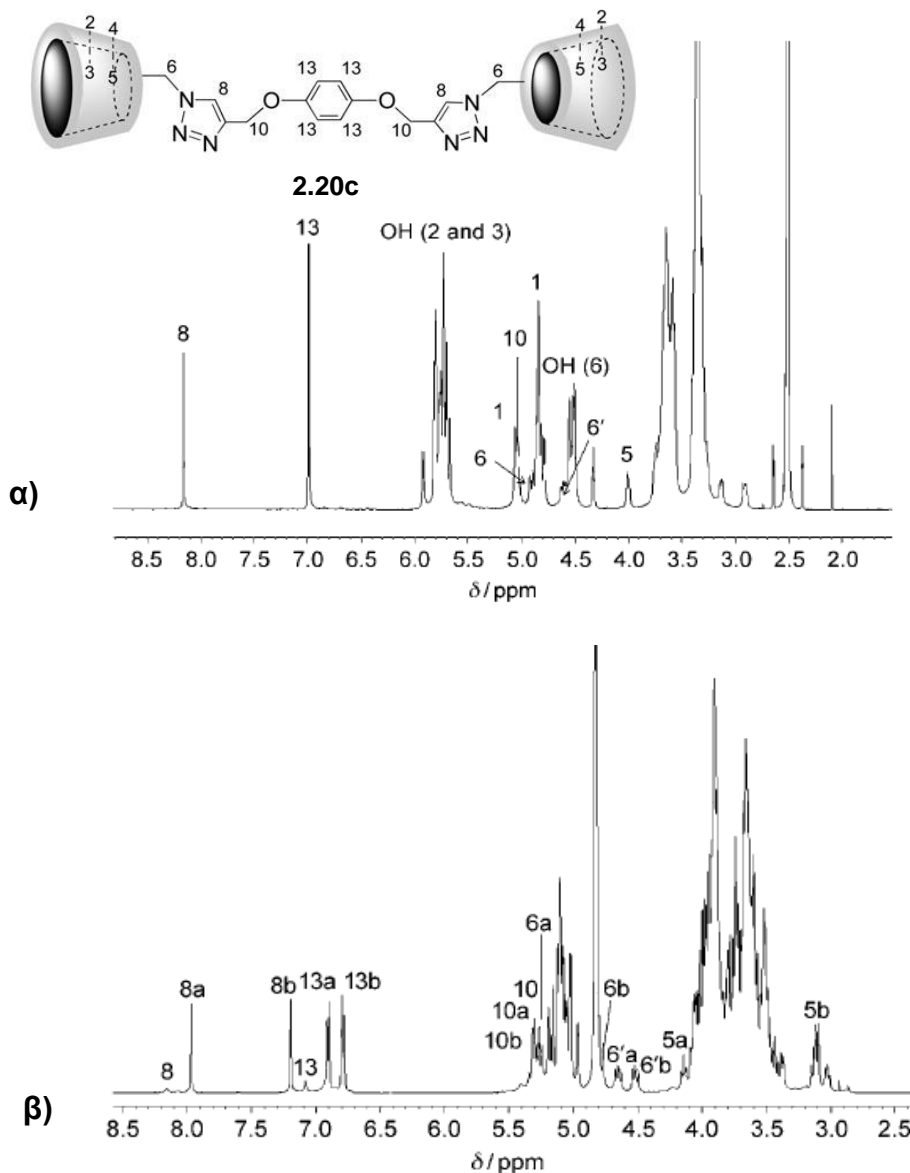 2 4 4 2
3 5 6 8 13 13 8 6 5 3
N N N O O N N N
10 13 13 10
2.20c
α)
8
13
OH (2 and 3)
1
10
1
OH (6)
6
6′
5
8.5 8.0 7.5 7.0 6.5 6.0 5.5 5.0 4.5 4.0 3.5 3.0 2.5 2.0
δ / ppm
β)
8
8a
8b
13
13a
13b
10b
10a
10
6a
6b
6′a
6′b
5a
5b
8.5 8.0 7.5 7.0 6.5 6.0 5.5 5.0 4.5 4.0 3.5 3.0 2.5
δ / ppm